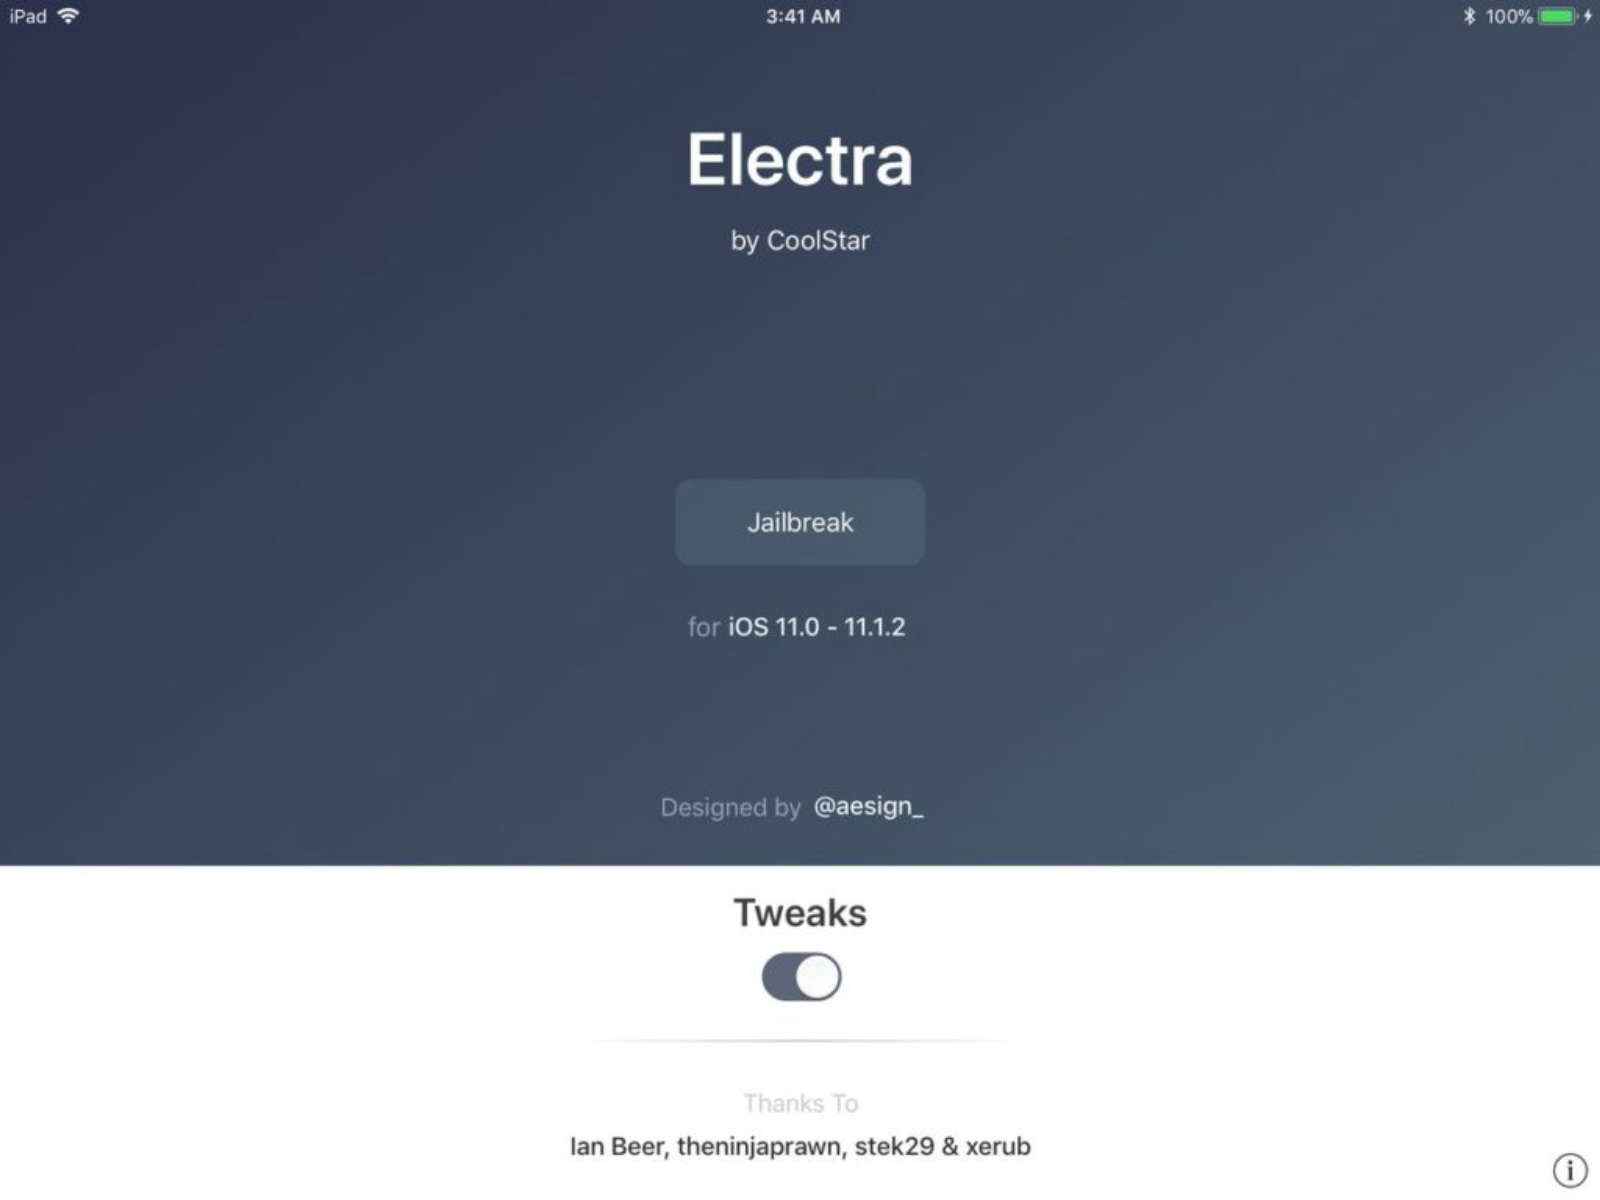 iPad
3:41 AM
100%
Electra
by CoolStar
Jailbreak
for iOS 11.0 - 11.1.2
Designed by @aesign_
Tweaks
Thanks To
Ian Beer, theninjaprawn, stek29 & xerub